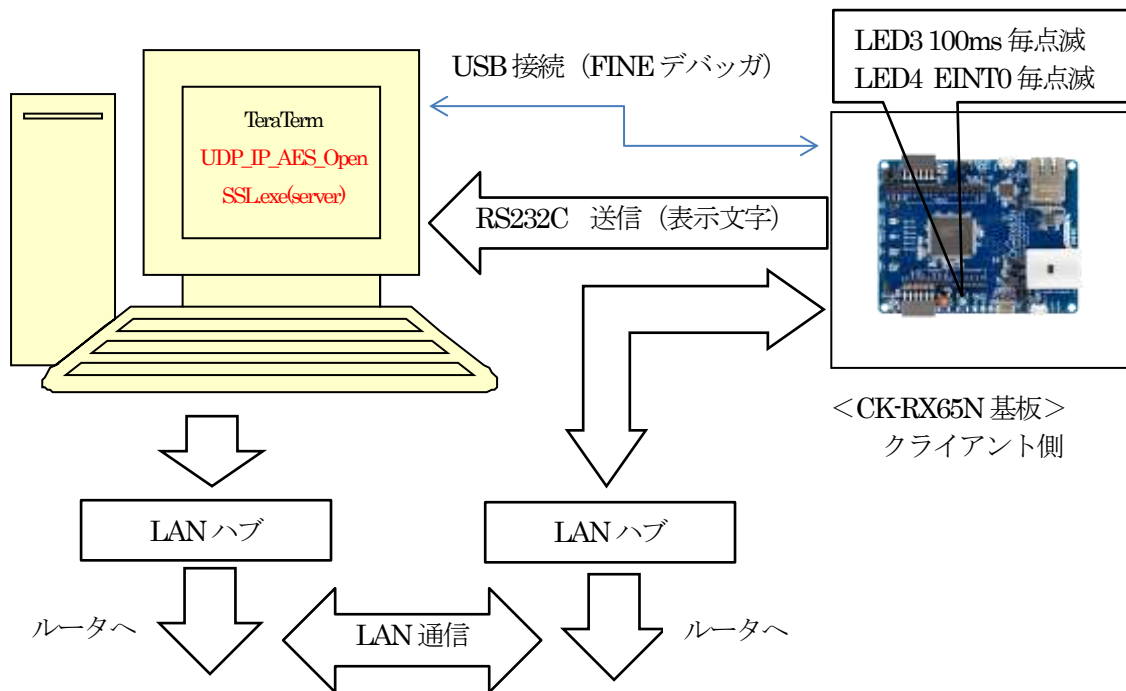 LED3 100ms 毎点滅
LED4 EINT0 毎点滅
USB 接続（FINE デバッガ）
TeraTerm
UDP_IP_AES_Open
SSL.exe(server)
RS232C　送信（表示文字）
＜CK-RX65N 基板＞
クライアント側
LAN ハブ
LAN ハブ
ルータへ
LAN 通信
ルータへ